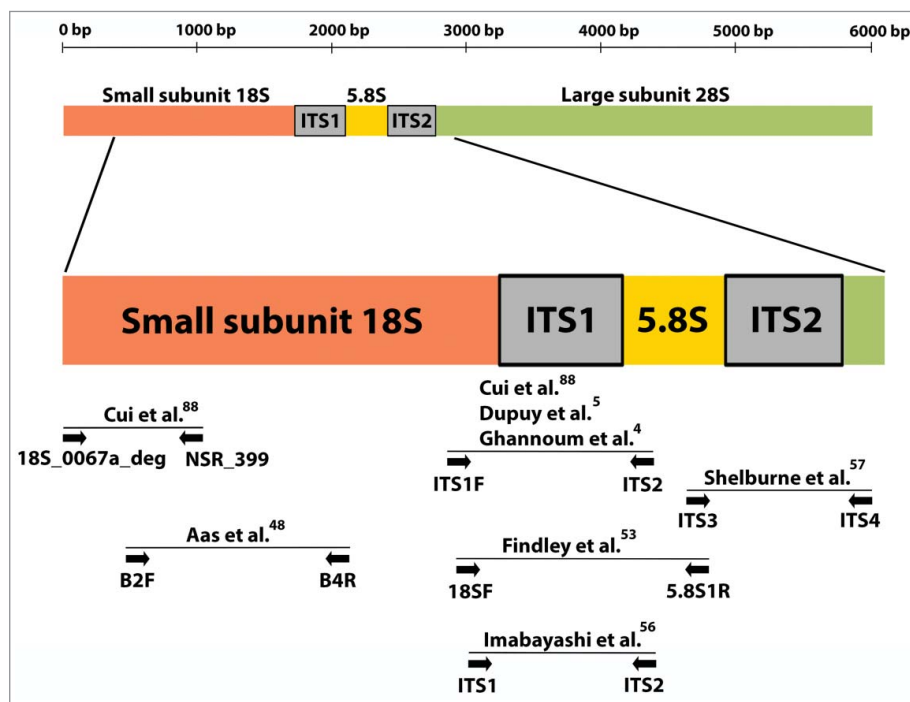 0 bp 1000 bp 2000 bp 3000 bp 4000 bp 5000 bp 6000 bp
Small subunit 18S 5.8S Large subunit 28S
ITS1 ITS2
Small subunit 18S ITS1 5.8S ITS2
Cui et al.88
18S_0067a_deg NSR_399
Cui et al.88
Dupuy et al.5
Ghannoum et al.4
ITS1F ITS2
Shelburne et al.57
ITS3 ITS4
Aas et al.48
B2F B4R
Findley et al.53
18SF 5.8S1R
Imabayashi et al.56
ITS1 ITS2